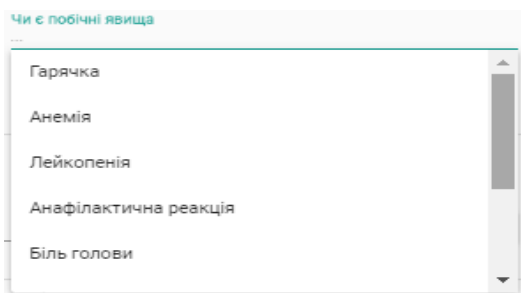 Чи є побічні явища
---
Гарячка
Анемія
Лейкопенія
Анафілактична реакція
Біль голови